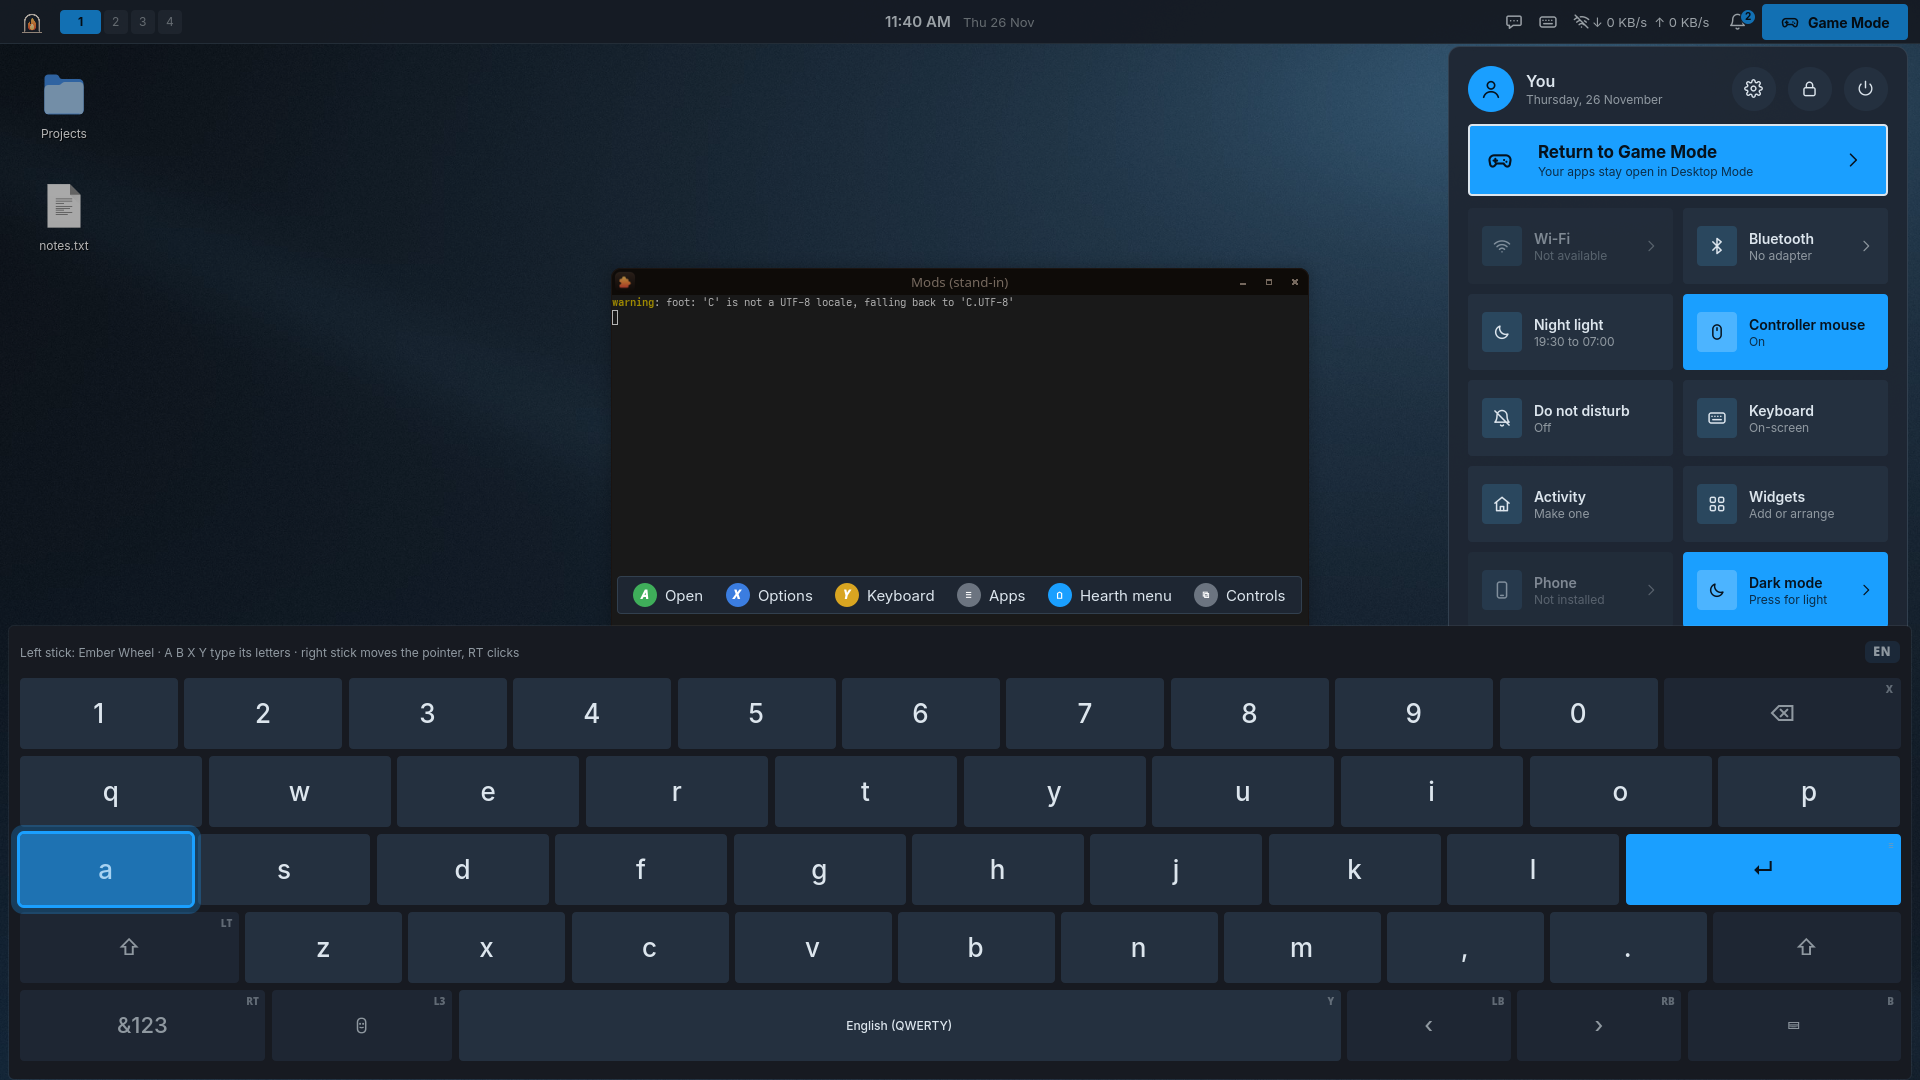 1 2 3 4
11:40 AM Thu 26 Nov
↓ 0 KB/s ↑ 0 KB/s
2
Game Mode
Projects
notes.txt
Mods (stand-in)
warning: foot: 'C' is not a UTF-8 locale, falling back to 'C.UTF-8'
A Open X Options Y Keyboard Apps Hearth menu Controls
You
Thursday, 26 November
Return to Game Mode
Your apps stay open in Desktop Mode
Wi-Fi
Not available
Bluetooth
No adapter
Night light
19:30 to 07:00
Controller mouse
On
Do not disturb
Off
Keyboard
On-screen
Activity
Make one
Widgets
Add or arrange
Phone
Not installed
Dark mode
Press for light
Left stick: Ember Wheel · A B X Y type its letters · right stick moves the pointer, RT clicks
EN
1 2 3 4 5 6 7 8 9 0 X
q w e r t y u i o p
a s d f g h j k l
LT z x c v b n m , .
&123 RT L3 English (QWERTY) Y ‹ LB › RB B